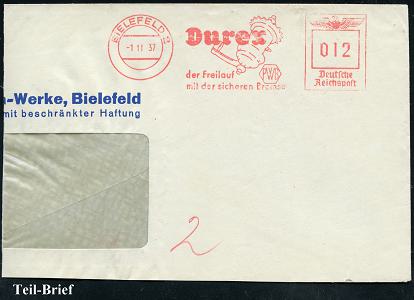 BIELEFELD 2
-1 11 37
Durex
der Freilauf
mit der sicheren Bremse
PWB
012
Deutsche
Reichspost
a-Werke, Bielefeld
mit beschränkter Haftung
2
Teil-Brief